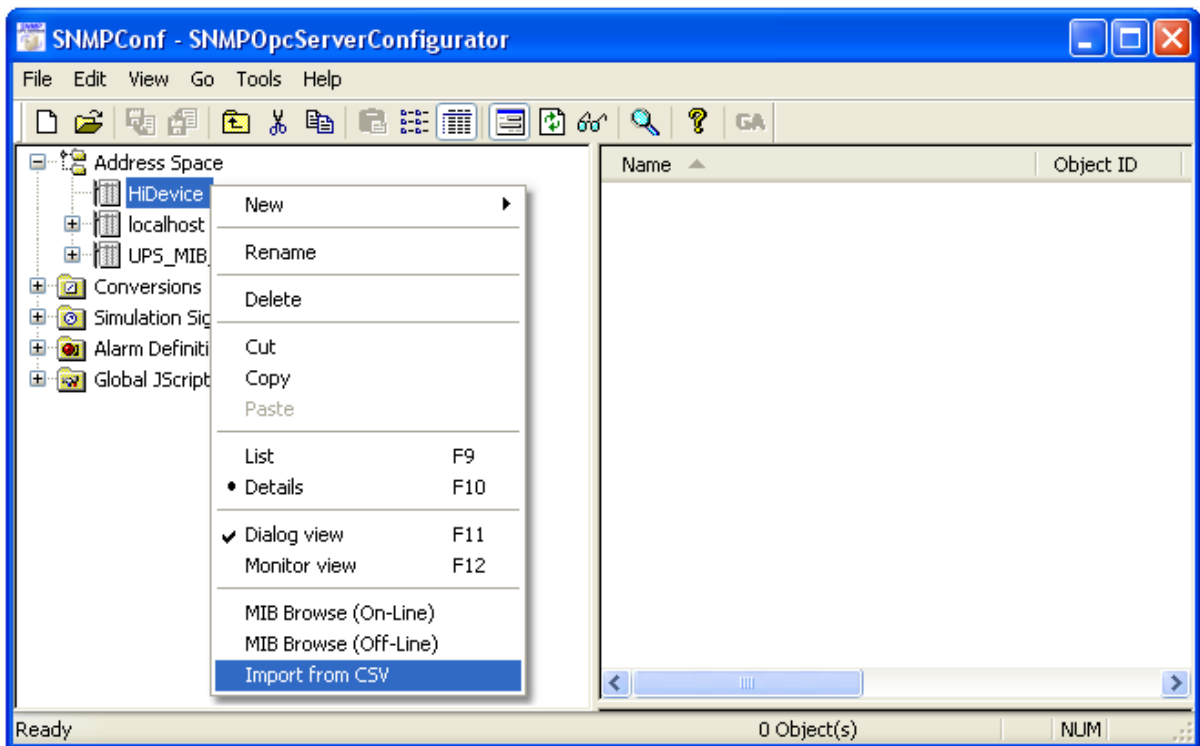 SNMPConf - SNMPOpcServerConfigurator
File Edit View Go Tools Help
GA
Address Space
HiDevice
localhost
UPS_MIB_
Conversions
Simulation Sig
Alarm Definiti
Global JScript
New
Rename
Delete
Cut
Copy
Paste
List F9
Details F10
Dialog view F11
Monitor view F12
MIB Browse (On-Line)
MIB Browse (Off-Line)
Import from CSV
Name Object ID
Ready 0 Object(s) NUM